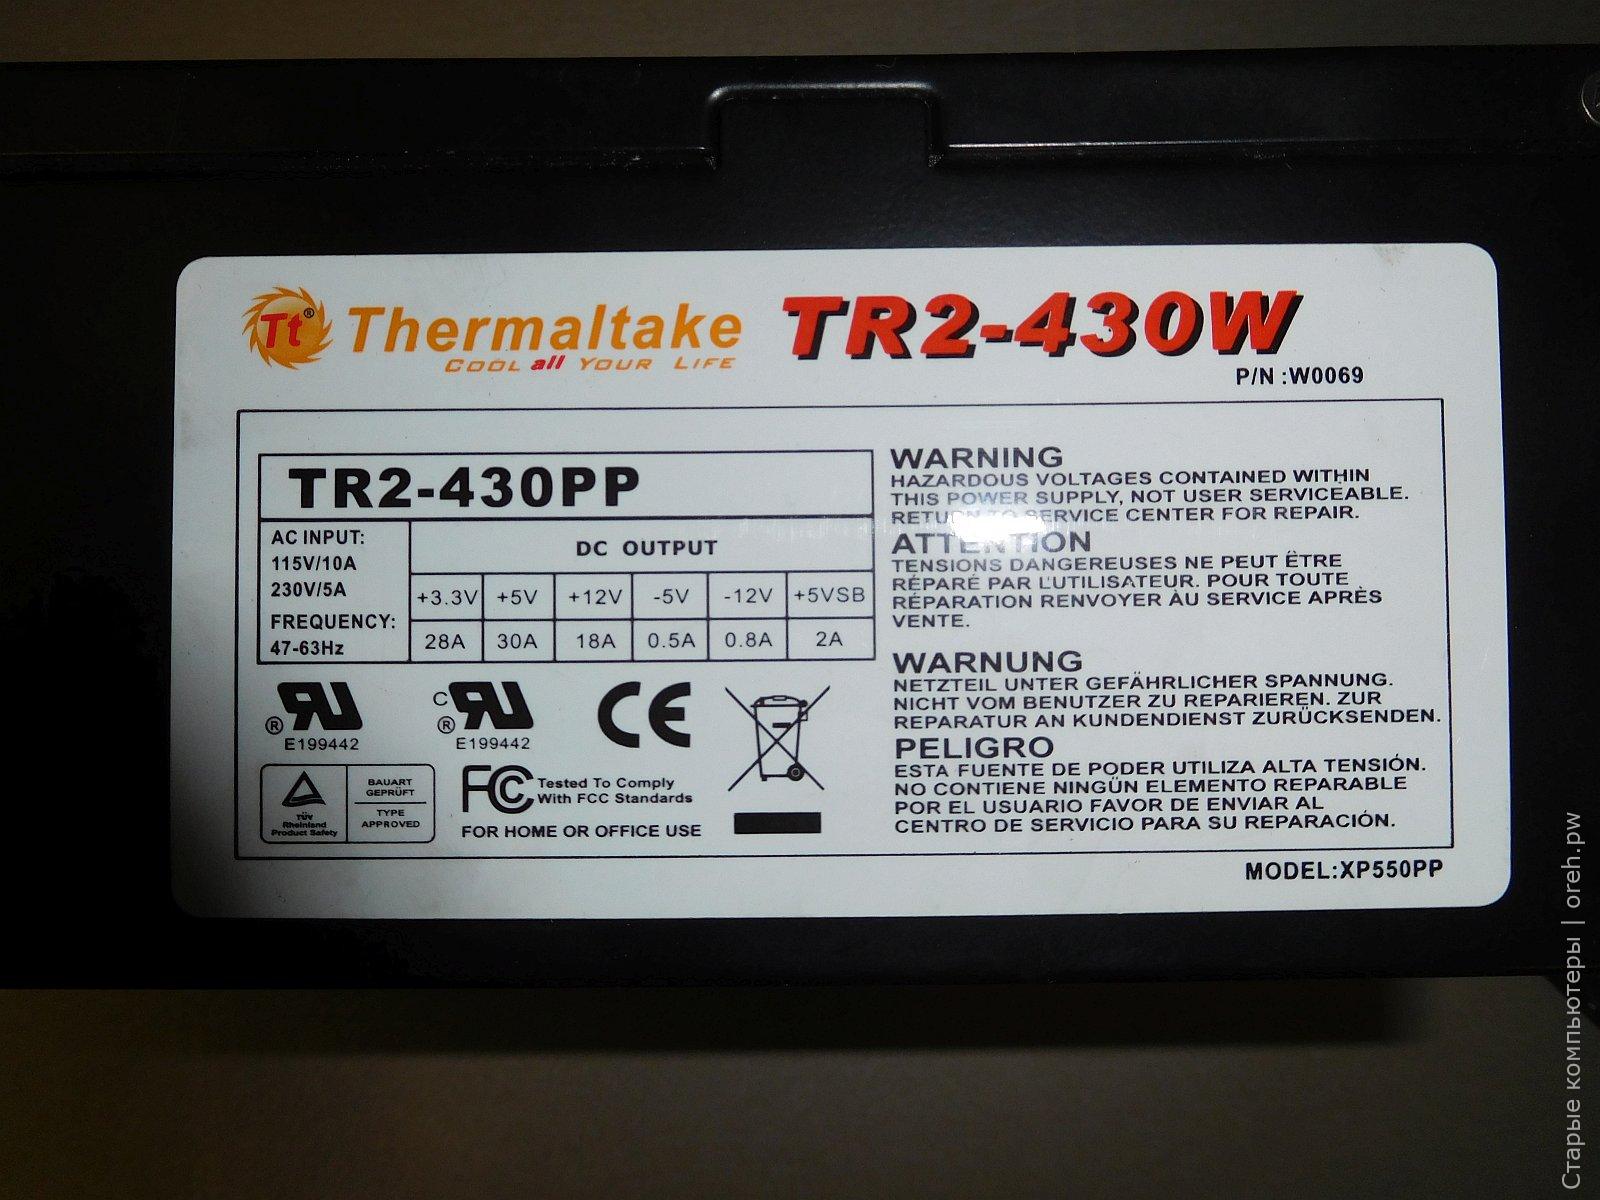 Tt® Thermaltake TR2-430W
COOL all YOUR LIFE
P/N :W0069
TR2-430PP
AC INPUT:
115V/10A
230V/5A
FREQUENCY:
47-63Hz
DC OUTPUT
+3.3V +5V +12V -5V -12V +5VSB
28A 30A 18A 0.5A 0.8A 2A
WARNING
HAZARDOUS VOLTAGES CONTAINED WITHIN
THIS POWER SUPPLY, NOT USER SERVICEABLE.
RETURN TO SERVICE CENTER FOR REPAIR.
ATTENTION
TENSIONS DANGEREUSES NE PEUT ÊTRE
RÉPARÉ PAR L'UTILISATEUR. POUR TOUTE
RÉPARATION RENVOYER ÀU SERVICE APRÈS
VENTE.
WARNUNG
NETZTEIL UNTER GEFÄHRLICHER SPANNUNG.
NICHT VOM BENUTZER ZU REPARIEREN. ZUR
REPARATUR AN KUNDENDIENST ZURÜCKSENDEN.
PELIGRO
ESTA FUENTE DE PODER UTILIZA ALTA TENSIÓN.
NO CONTIENE NINGÚN ELEMENTO REPARABLE
POR EL USUARIO FAVOR DE ENVIAR AL
CENTRO DE SERVICIO PARA SU REPARACIÓN.
® E199442
C ® E199442
CE
TÜV
Rheinland
Product Safety
BAUART
GEPRÜFT
TYPE
APPROVED
FCC Tested To Comply
With FCC Standards
FOR HOME OR OFFICE USE
MODEL:XP550PP
Старые компьютеры | oreh.pw